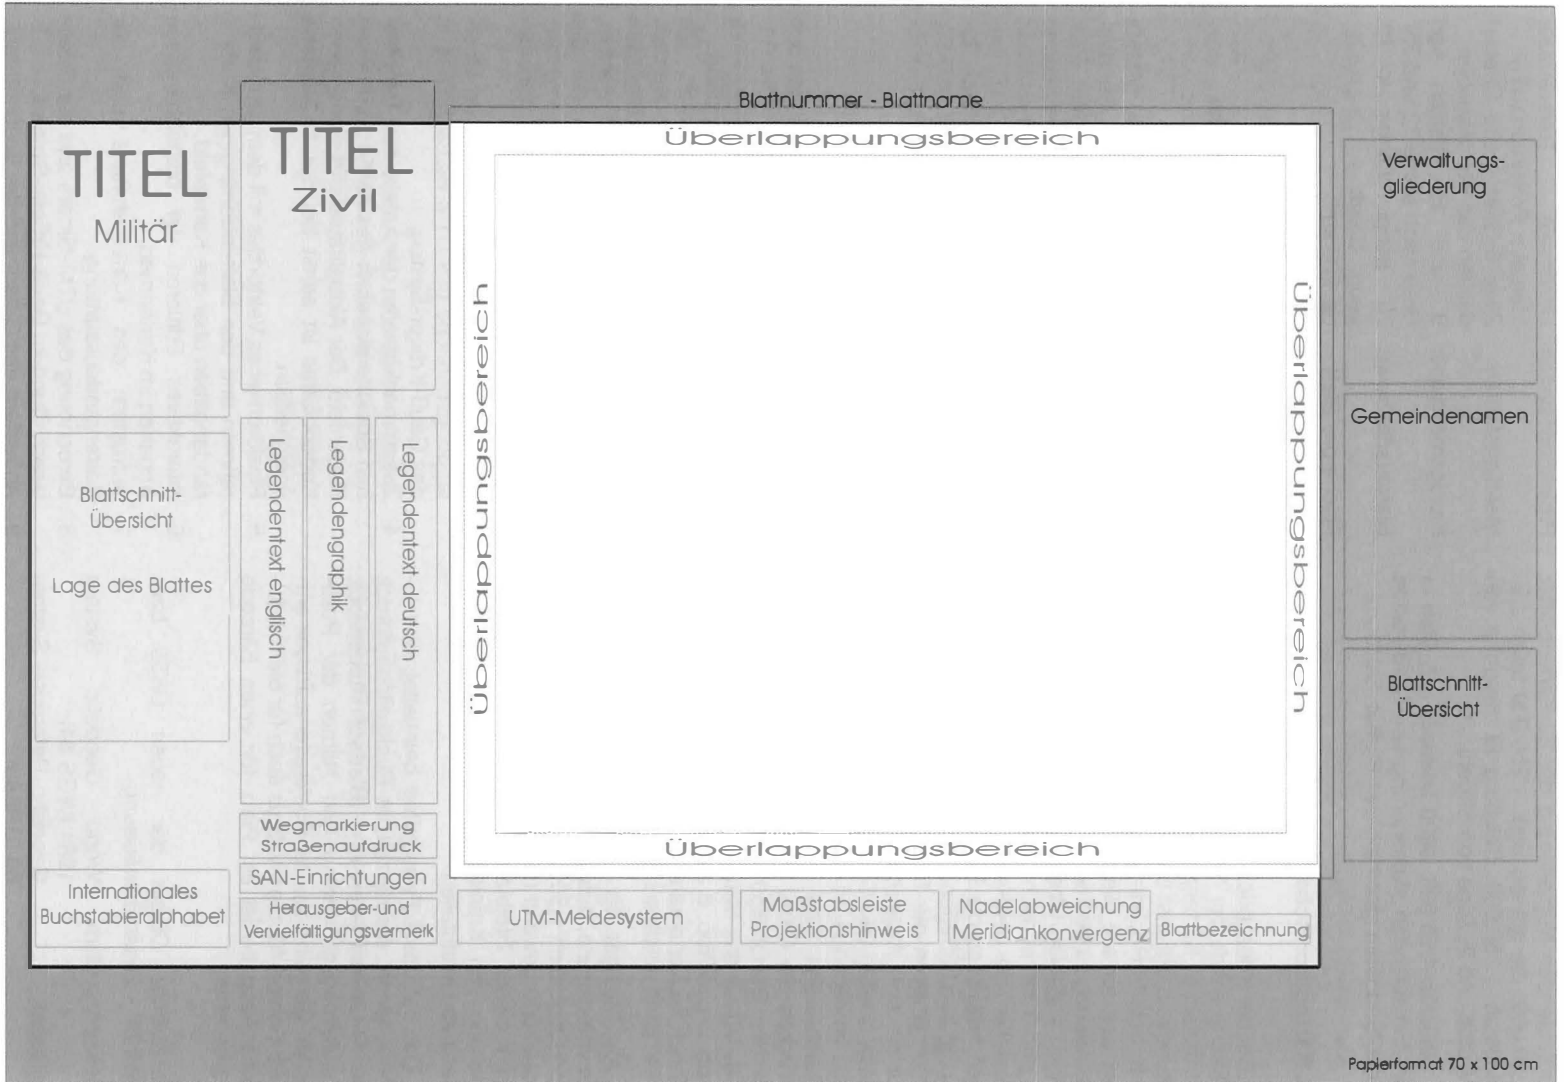 Blattnummer - Blattname
TITEL
Militär
TITEL
Zivil
Überlappungsbereich
Überlappungsbereich
Überlappungsbereich
Überlappungsbereich
Verwaltungs-
gliederung
Gemeindenamen
Blattschnitt-
Übersicht
Blattschnitt-
Übersicht
Lage des Blattes
Legendentext englisch
Legendengraphik
Legendentext deutsch
Wegmarkierung
Straßenaufdruck
SAN-Einrichtungen
Herausgeber-und
Vervielfältigungsvermerk
Internationales
Buchstabieralphabet
UTM-Meldesystem
Maßstabsleiste
Projektionshinweis
Nadelabweichung
Meridiankonvergenz
Blattbezeichnung
Papierformat 70 x 100 cm